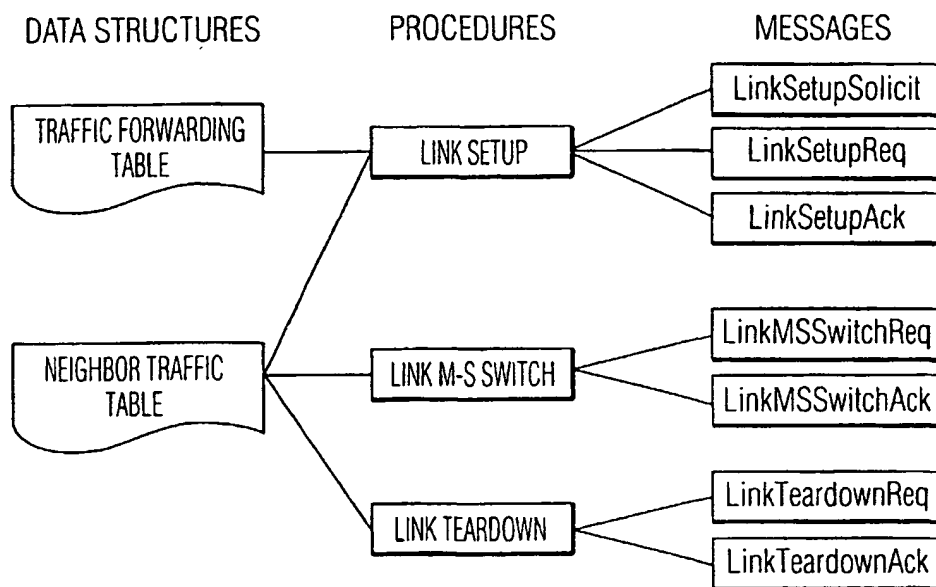 DATA STRUCTURES
PROCEDURES
MESSAGES
TRAFFIC FORWARDING
TABLE
LINK SETUP
LinkSetupSolicit
LinkSetupReq
LinkSetupAck
NEIGHBOR TRAFFIC
TABLE
LINK M-S SWITCH
LinkMSSwitchReq
LinkMSSwitchAck
LINK TEARDOWN
LinkTeardownReq
LinkTeardownAck